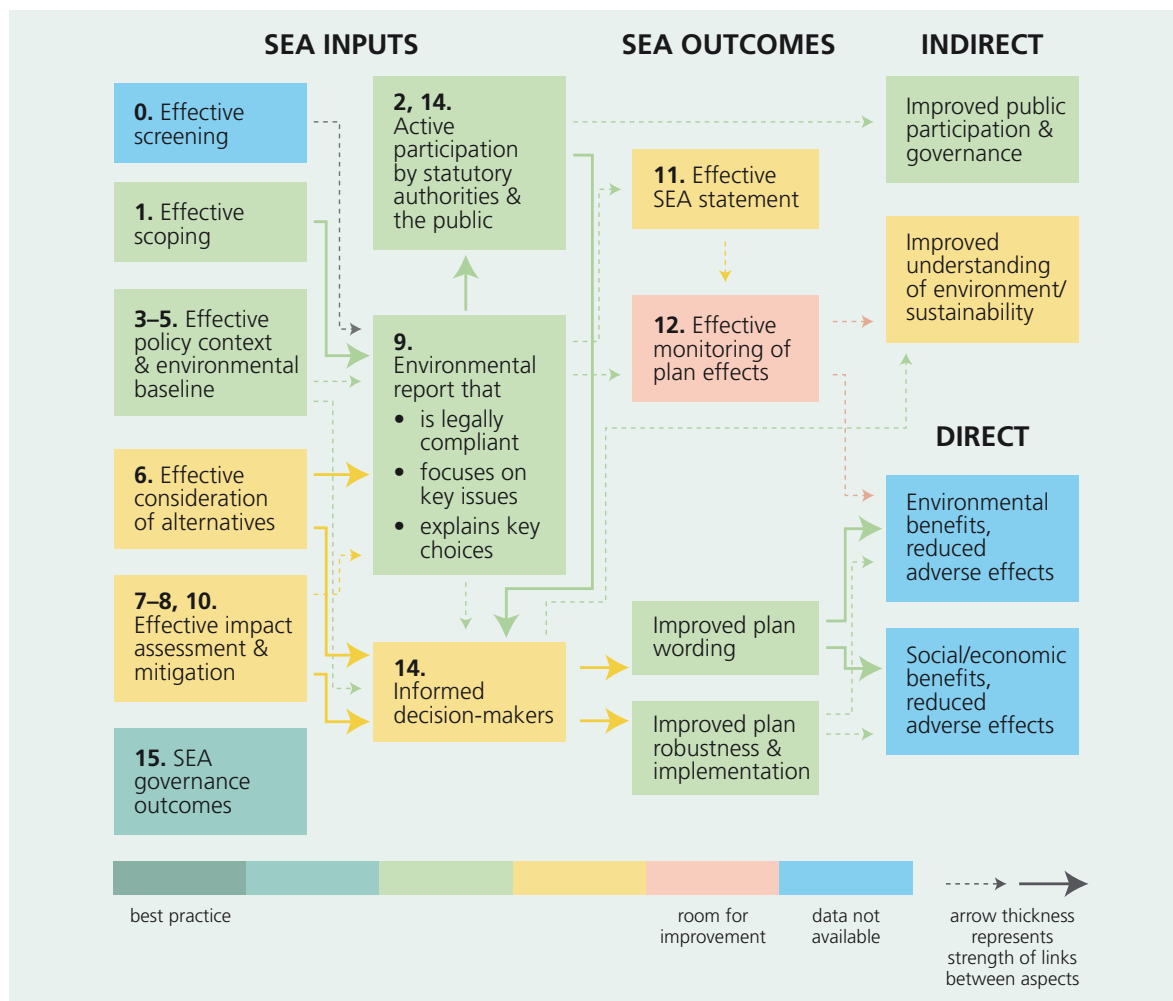 SEA INPUTS
SEA OUTCOMES
INDIRECT
0. Effective
screening
1. Effective
scoping
3–5. Effective
policy context
& environmental
baseline
6. Effective
consideration
of alternatives
7–8, 10.
Effective impact
assessment &
mitigation
15. SEA
governance
outcomes
2, 14.
Active
participation
by statutory
authorities &
the public
9.
Environmental
report that
• is legally
compliant
• focuses on
key issues
• explains key
choices
14.
Informed
decision-makers
11. Effective
SEA statement
12. Effective
monitoring of
plan effects
Improved plan
wording
Improved plan
robustness &
implementation
Improved public
participation &
governance
Improved
understanding
of environment/
sustainability
DIRECT
Environmental
benefits,
reduced
adverse effects
Social/economic
benefits,
reduced
adverse effects
best practice
room for
improvement
data not
available
arrow thickness
represents
strength of links
between aspects